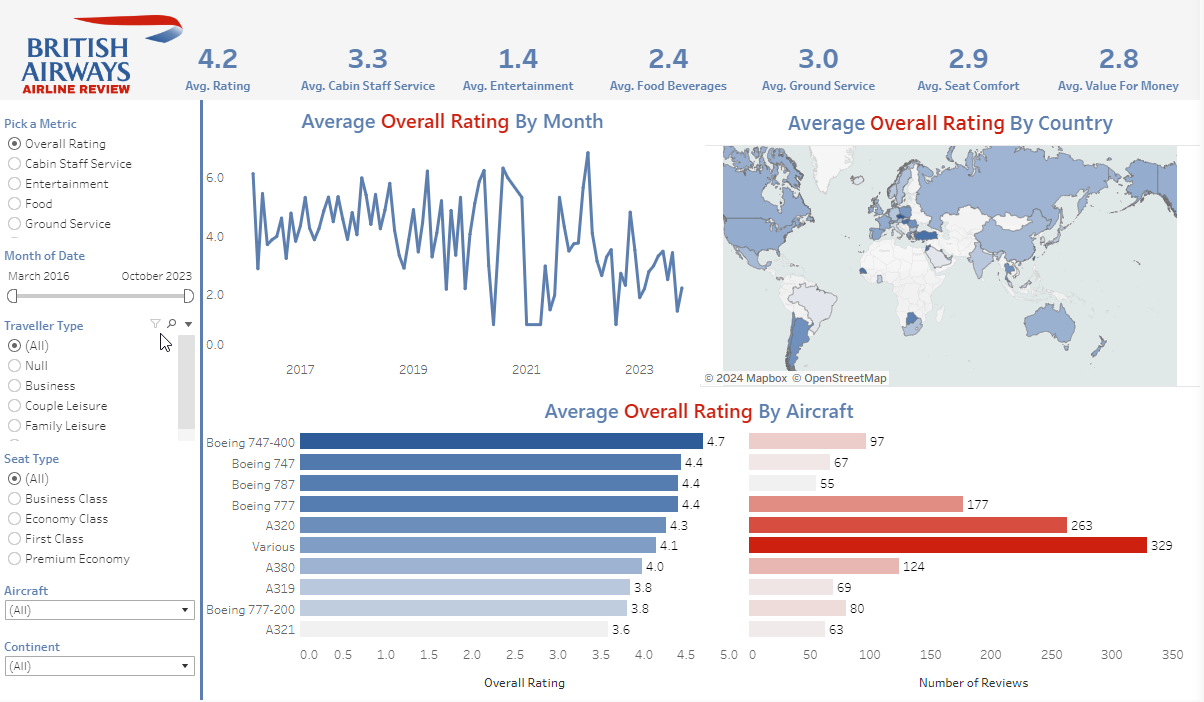 BRITISH
AIRWAYS
AIRLINE REVIEW
4.2 3.3 1.4 2.4 3.0 2.9 2.8
Avg. Rating Avg. Cabin Staff Service Avg. Entertainment Avg. Food Beverages Avg. Ground Service Avg. Seat Comfort Avg. Value For Money
Pick a Metric
Overall Rating
Cabin Staff Service
Entertainment
Food
Ground Service
Month of Date
March 2016 October 2023
Traveller Type
(All)
Null
Business
Couple Leisure
Family Leisure
Seat Type
(All)
Business Class
Economy Class
First Class
Premium Economy
Aircraft
(All)
Continent
(All)
Average Overall Rating By Month
6.0
4.0
2.0
0.0
2017 2019 2021 2023
Average Overall Rating By Country
© 2024 Mapbox © OpenStreetMap
Average Overall Rating By Aircraft
Boeing 747-400 4.7 97
Boeing 747 4.4 67
Boeing 787 4.4 55
Boeing 777 4.4 177
A320 4.3 263
Various 4.1 329
A380 4.0 124
A319 3.8 69
Boeing 777-200 3.8 80
A321 3.6 63
0.0 0.5 1.0 1.5 2.0 2.5 3.0 3.5 4.0 4.5 5.0 0 50 100 150 200 250 300 350
Overall Rating Number of Reviews